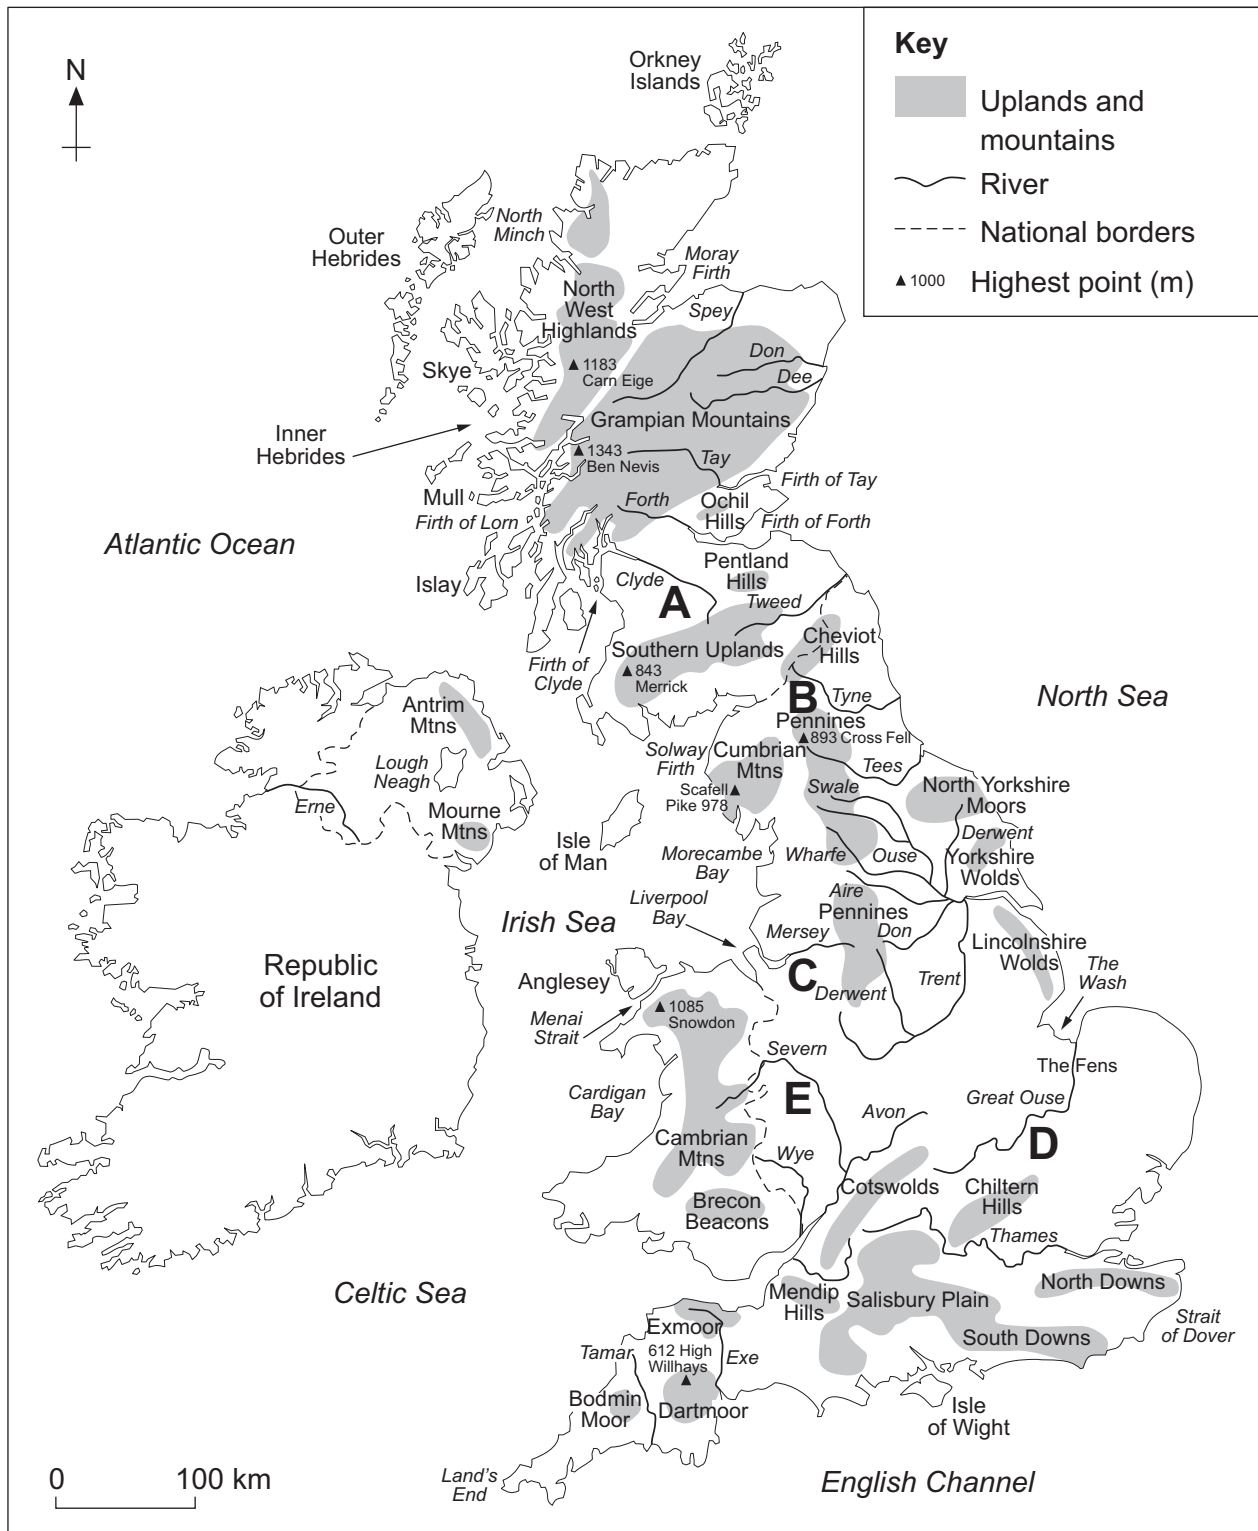 Key
Uplands and
mountains
River
National borders
1000 Highest point (m)
N
Orkney
Islands
North
Minch
Outer
Hebrides
Moray
Firth
North
West
Highlands
Spey
Don
Dee
Skye
1183
Carn Eige
Grampian Mountains
Inner
Hebrides
1343
Ben Nevis
Tay
Firth of Tay
Mull
Forth
Ochil
Hills
Firth of Lorn
Firth of Forth
Atlantic Ocean
Pentland
Hills
Islay
Clyde
A
Tweed
Cheviot
Hills
Southern Uplands
Firth of
Clyde
843
Merrick
B
Tyne
North Sea
Antrim
Mtns
Pennines
893 Cross Fell
Solway
Firth
Cumbrian
Mtns
Lough
Neagh
Tees
Scafell
Pike 978
Swale
North Yorkshire
Moors
Erne
Mourne
Mtns
Isle
of Man
Derwent
Morecambe
Bay
Wharfe
Ouse
Yorkshire
Wolds
Liverpool
Bay
Aire
Pennines
Irish Sea
Mersey
Don
Lincolnshire
Wolds
The
Wash
Republic
of Ireland
Anglesey
C
Derwent
Trent
Menai
Strait
1085
Snowdon
Severn
The Fens
Cardigan
Bay
E
Avon
Great Ouse
D
Cambrian
Mtns
Wye
Cotswolds
Chiltern
Hills
Brecon
Beacons
Thames
Celtic Sea
Mendip
Hills
Salisbury Plain
North Downs
Exmoor
South Downs
Strait
of Dover
Tamar
612 High
Willhays
Exe
Bodmin
Moor
Dartmoor
Isle
of Wight
0 100 km
Land's
End
English Channel